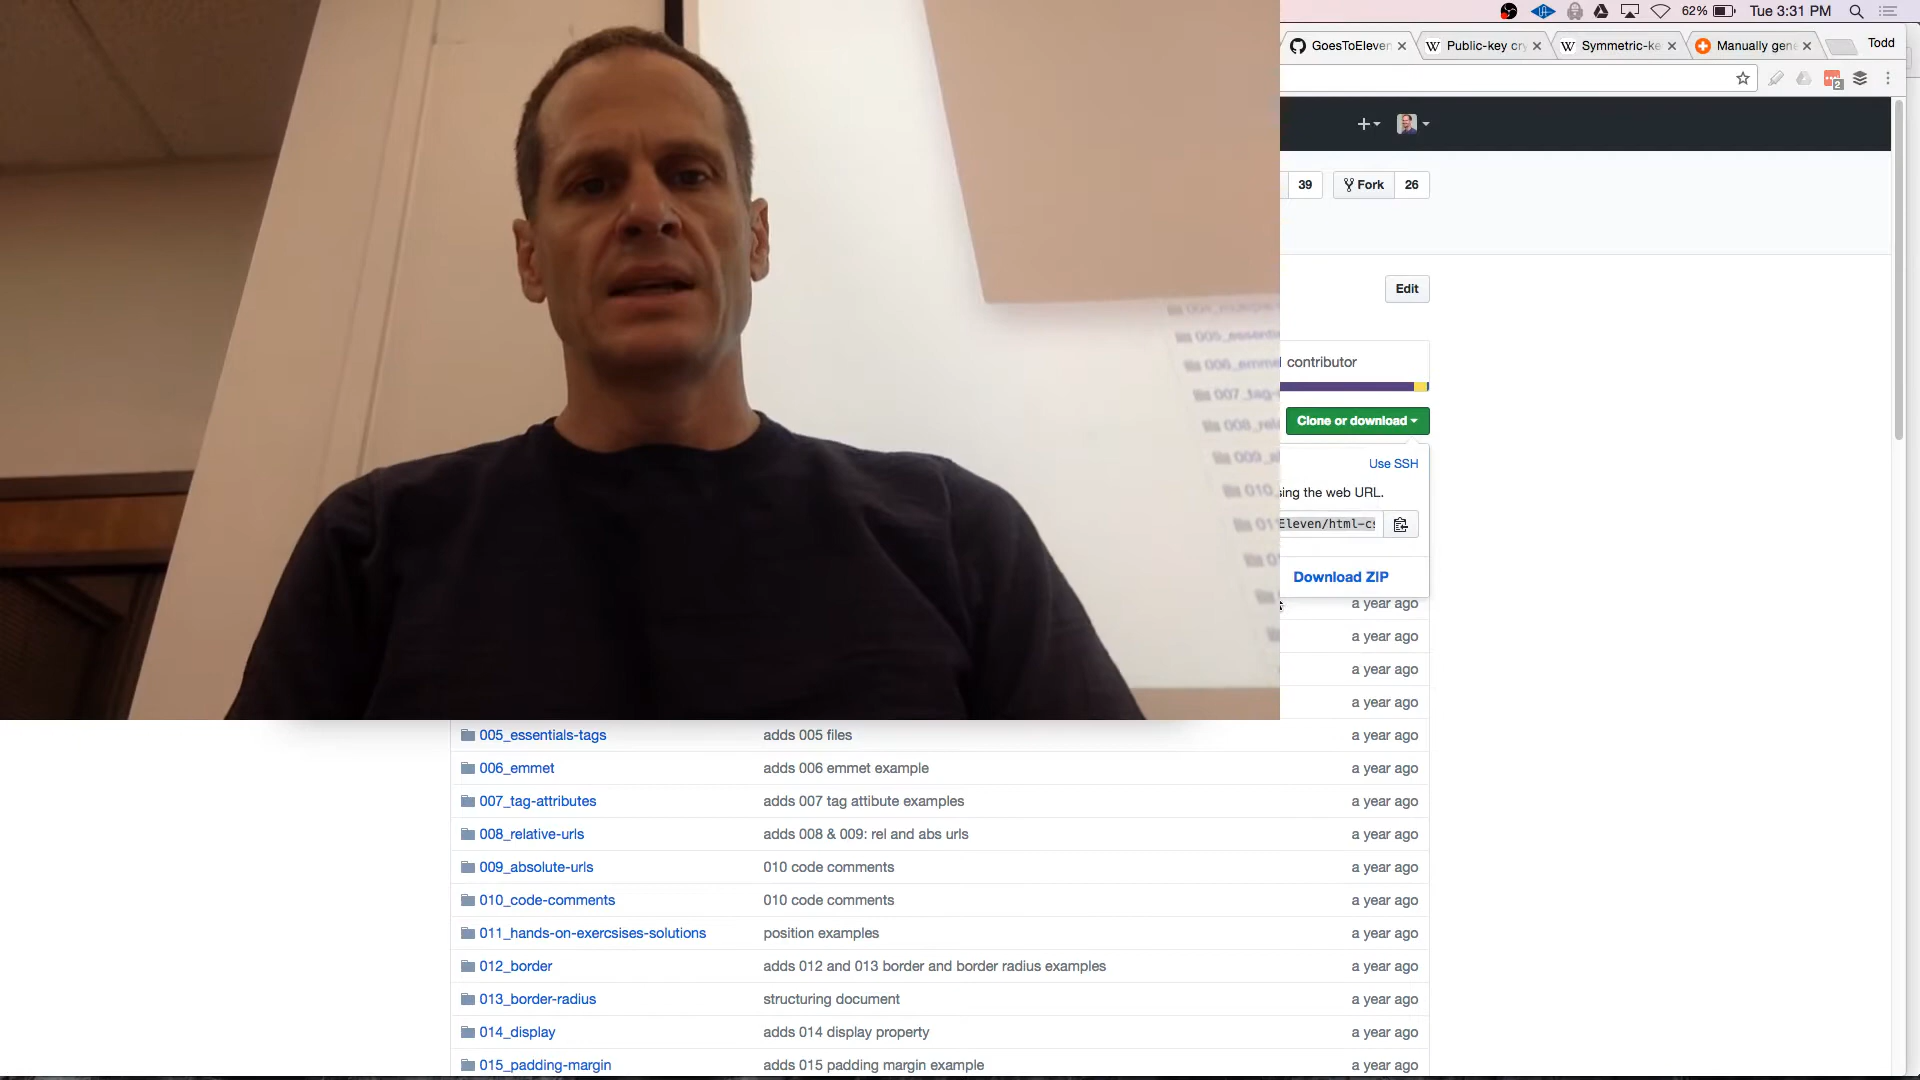 62% Tue 3:31 PM
GoesToEleven Public-key cry Symmetric-ke Manually gene Todd
39 Fork 26
Edit
contributor
Clone or download
Use SSH
sing the web URL.
Eleven/html-cs
Download ZIP
a year ago
a year ago
a year ago
a year ago
005_essentials-tags adds 005 files a year ago
006_emmet adds 006 emmet example a year ago
007_tag-attributes adds 007 tag attibute examples a year ago
008_relative-urls adds 008 & 009: rel and abs urls a year ago
009_absolute-urls 010 code comments a year ago
010_code-comments 010 code comments a year ago
011_hands-on-exercsises-solutions position examples a year ago
012_border adds 012 and 013 border and border radius examples a year ago
013_border-radius structuring document a year ago
014_display adds 014 display property a year ago
015_padding-margin adds 015 padding margin example a year ago